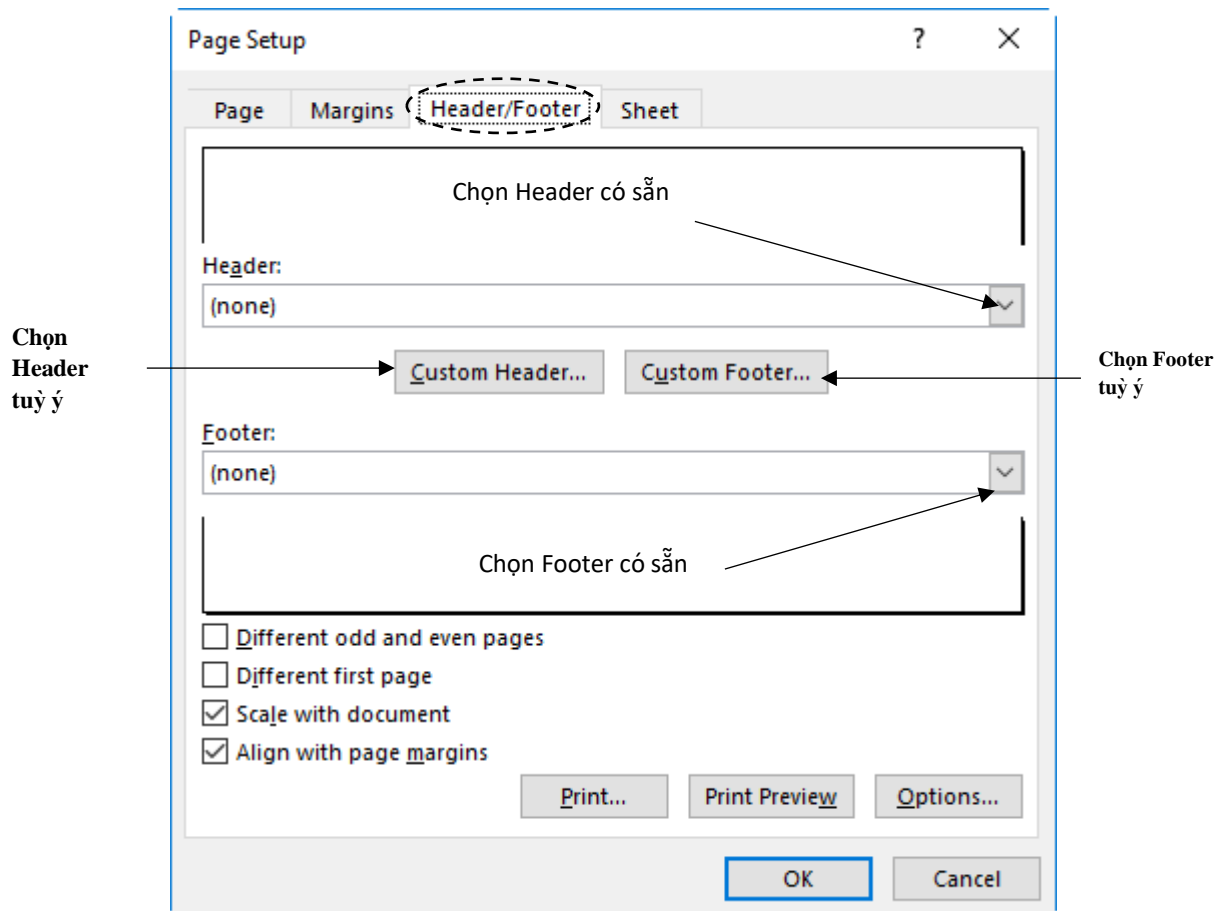 Page Setup ? ×
Page Margins Header/Footer Sheet
Chọn Header có sẵn
Header:
(none)
Chọn
Header
tuỳ ý
Custom Header... Custom Footer...
Chọn Footer
tuỳ ý
Footer:
(none)
Chọn Footer có sẵn
Different odd and even pages
Different first page
Scale with document
Align with page margins
Print... Print Preview Options...
OK Cancel